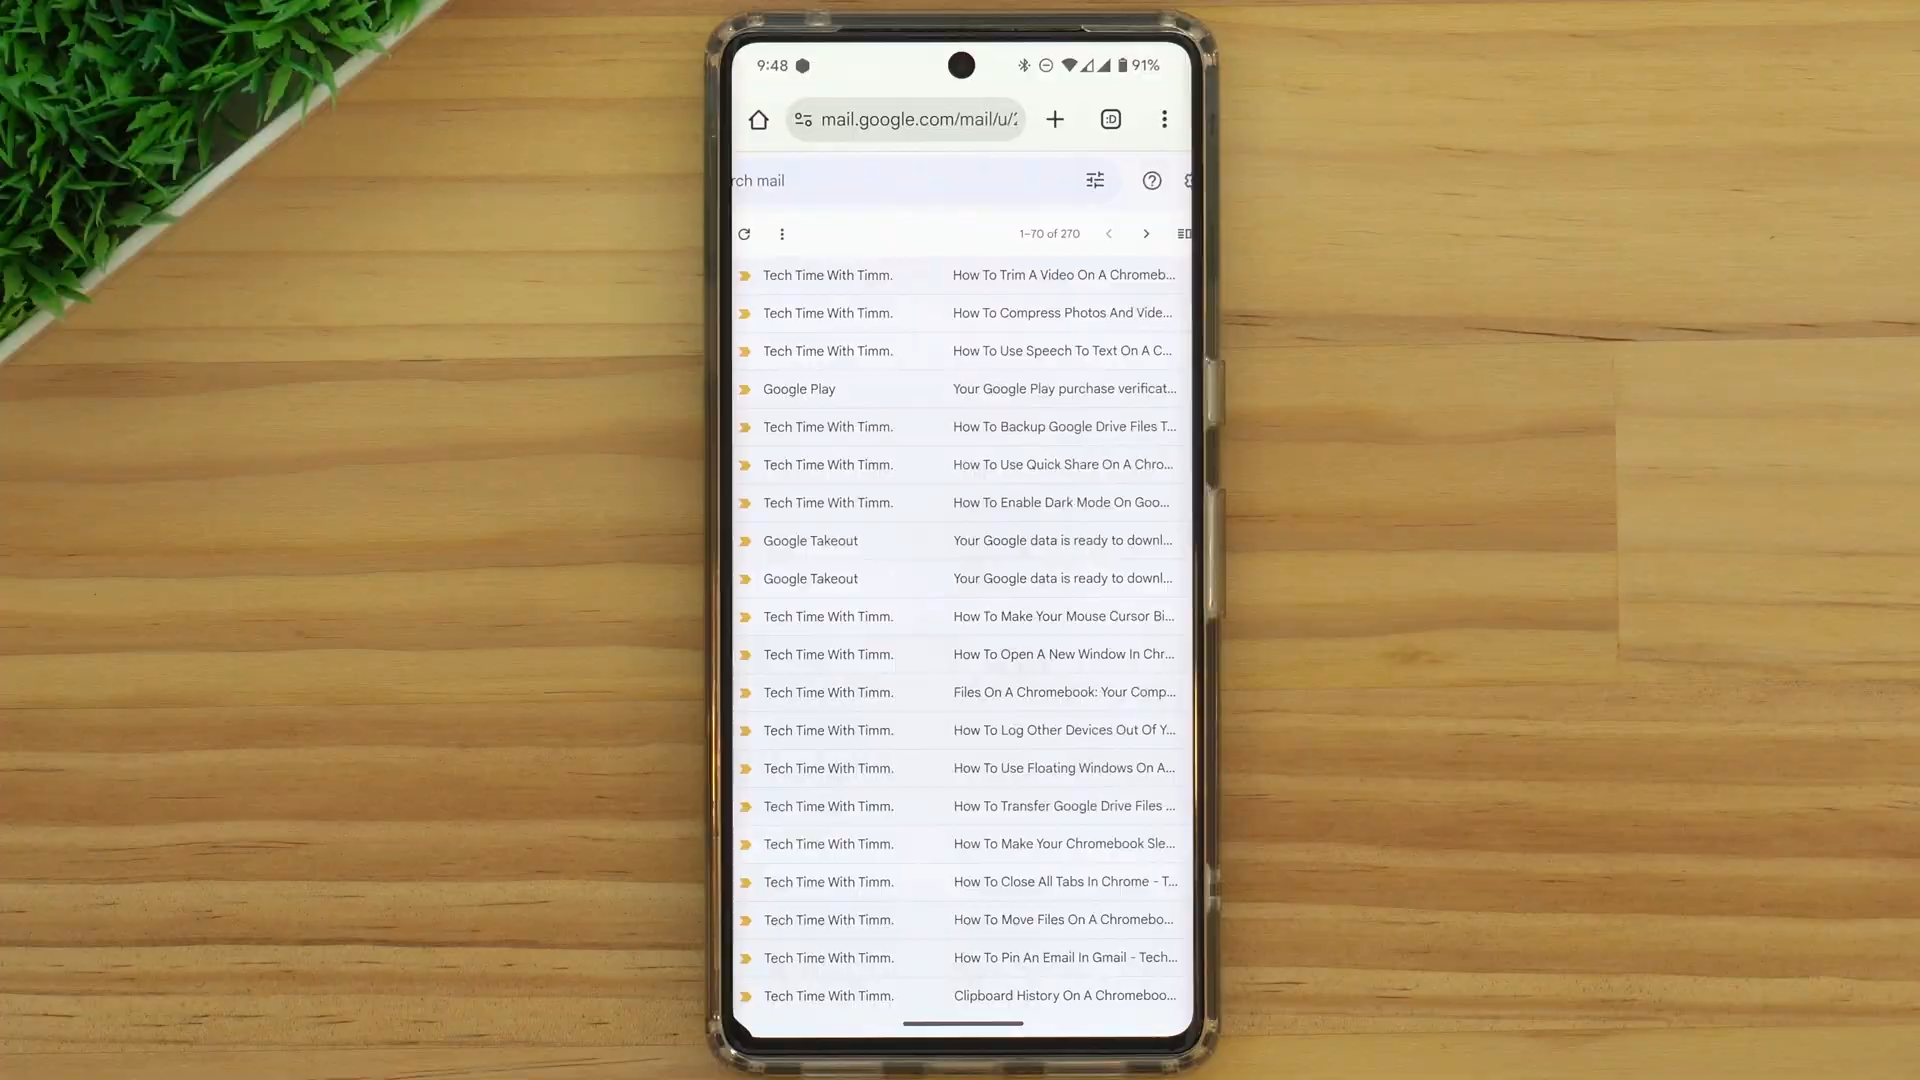 9:48 91%
mail.google.com/mail/u/2 :D
rch mail
1–70 of 270
Tech Time With Timm. How To Trim A Video On A Chromeb...
Tech Time With Timm. How To Compress Photos And Vide...
Tech Time With Timm. How To Use Speech To Text On A C...
Google Play Your Google Play purchase verificat...
Tech Time With Timm. How To Backup Google Drive Files T...
Tech Time With Timm. How To Use Quick Share On A Chro...
Tech Time With Timm. How To Enable Dark Mode On Goo...
Google Takeout Your Google data is ready to downl...
Google Takeout Your Google data is ready to downl...
Tech Time With Timm. How To Make Your Mouse Cursor Bi...
Tech Time With Timm. How To Open A New Window In Chr...
Tech Time With Timm. Files On A Chromebook: Your Comp...
Tech Time With Timm. How To Log Other Devices Out Of Y...
Tech Time With Timm. How To Use Floating Windows On A...
Tech Time With Timm. How To Transfer Google Drive Files ...
Tech Time With Timm. How To Make Your Chromebook Sle...
Tech Time With Timm. How To Close All Tabs In Chrome - T...
Tech Time With Timm. How To Move Files On A Chromebo...
Tech Time With Timm. How To Pin An Email In Gmail - Tech...
Tech Time With Timm. Clipboard History On A Chromeboo...